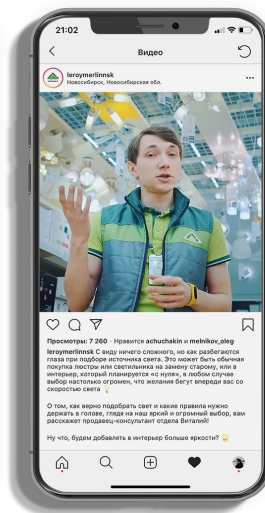 21:02
Видео
leroymerlinnsk
Новосибирск, Новосибирская обл.
Просмотры: 7 260 · Нравится achuchakin и melnikov_oleg
leroymerlinnsk С виду ничего сложного, но как разбегаются
глаза при подборе источника света. Это может быть обычная
покупка люстры или светильника на замену старому, или в
интерьер, который планируется «с нуля», в любом случае
выбор настолько огромен, что желания бегут впереди вас со
скоростью света 💡
О том, как верно подобрать свет и какие правила нужно
держать в голове, глядя на наш яркий и огромный выбор, вам
расскажет продавец-консультант отдела Виталий!
Ну что, будем добавлять в интерьер больше яркости? 💡